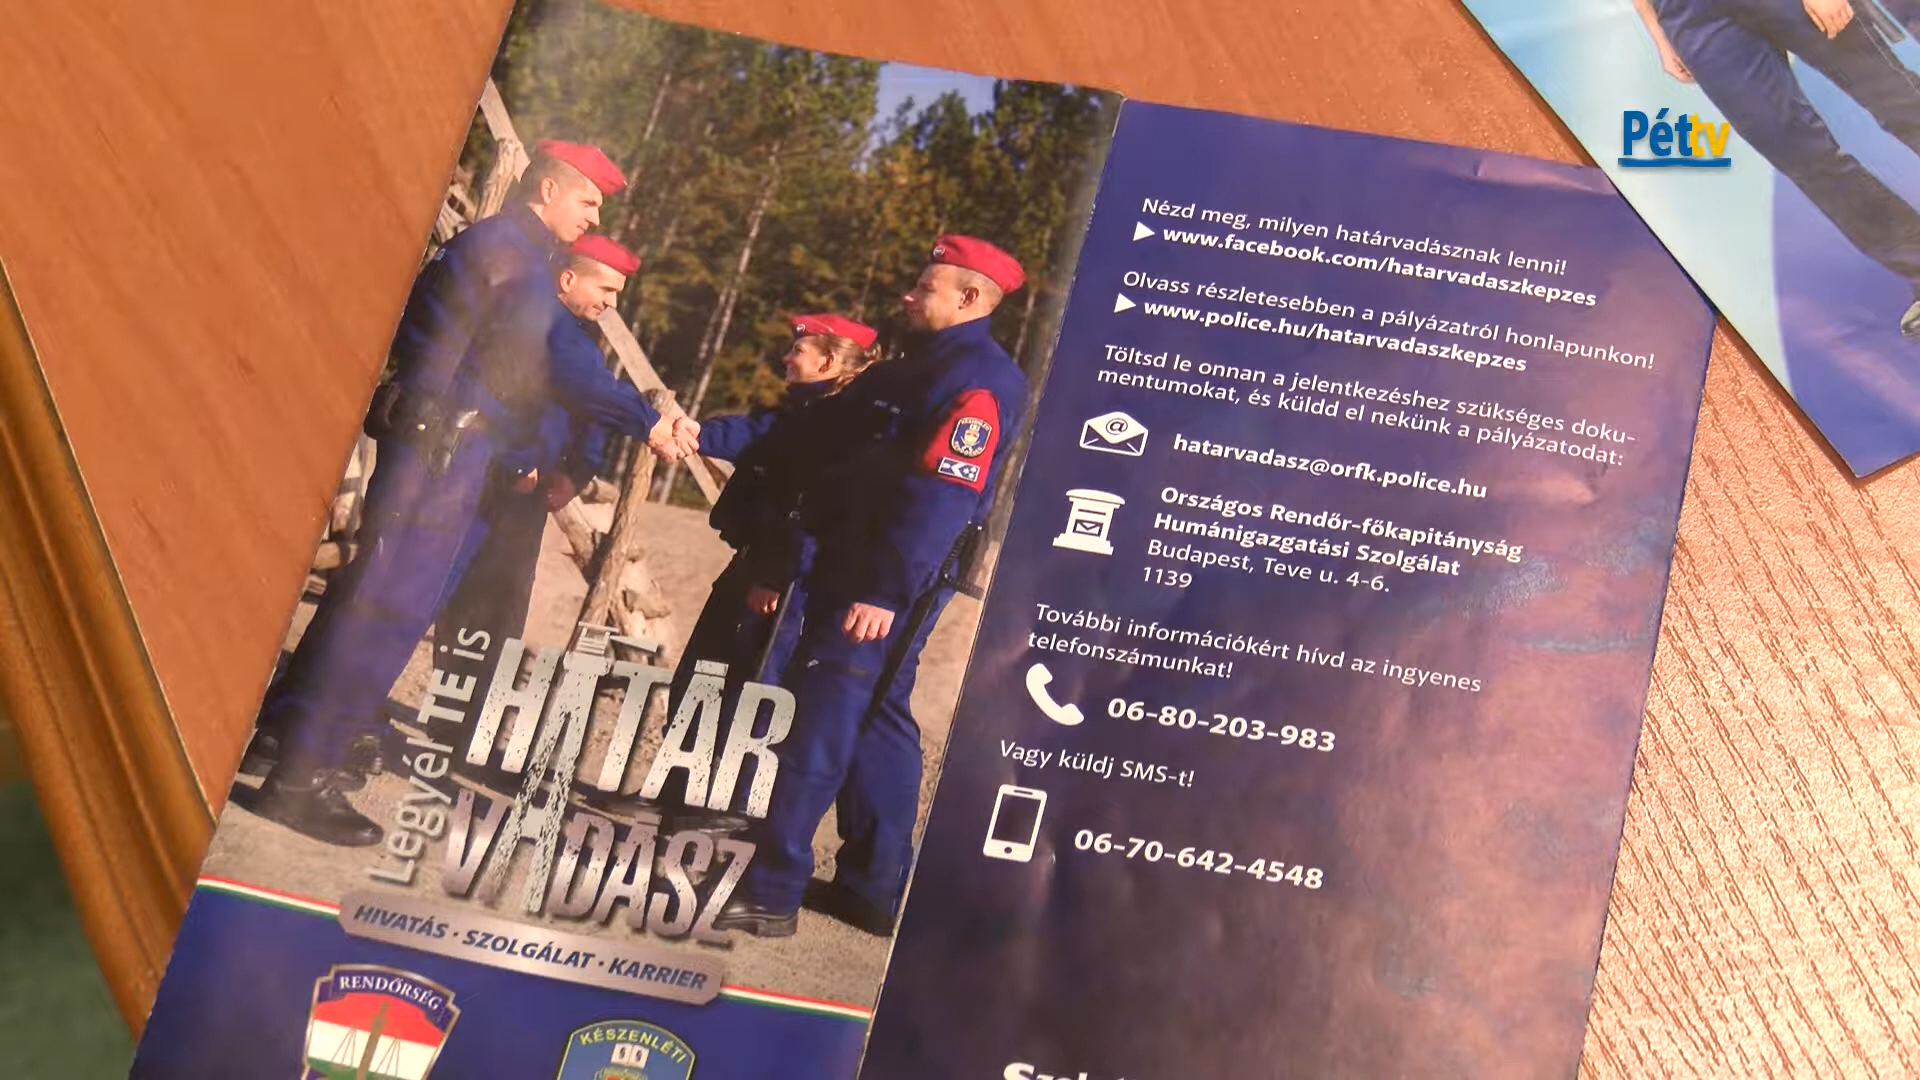 Péttv
Legyél TE is
HATÁR
VADÁSZ
HIVATÁS · SZOLGÁLAT · KARRIER
RENDŐRSÉG
KÉSZENLÉTI
Nézd meg, milyen határvadásznak lenni!
www.facebook.com/hatarvadaszkepzes
Olvass részletesebben a pályázatról honlapunkon!
www.police.hu/hatarvadaszkepzes
Töltsd le onnan a jelentkezéshez szükséges doku-
mentumokat, és küldd el nekünk a pályázatodat:
hatarvadasz@orfk.police.hu
Országos Rendőr-főkapitányság
Humánigazgatási Szolgálat
Budapest, Teve u. 4-6.
1139
További információkért hívd az ingyenes
telefonszámunkat!
06-80-203-983
Vagy küldj SMS-t!
06-70-642-4548